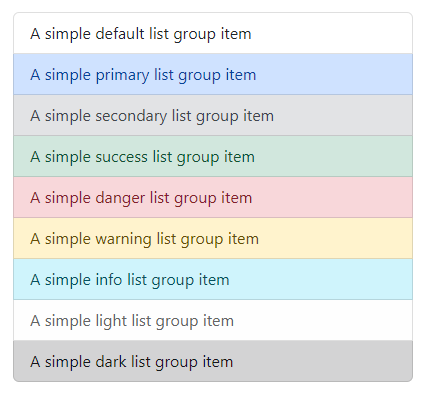 A simple default list group item
A simple primary list group item
A simple secondary list group item
A simple success list group item
A simple danger list group item
A simple warning list group item
A simple info list group item
A simple light list group item
A simple dark list group item